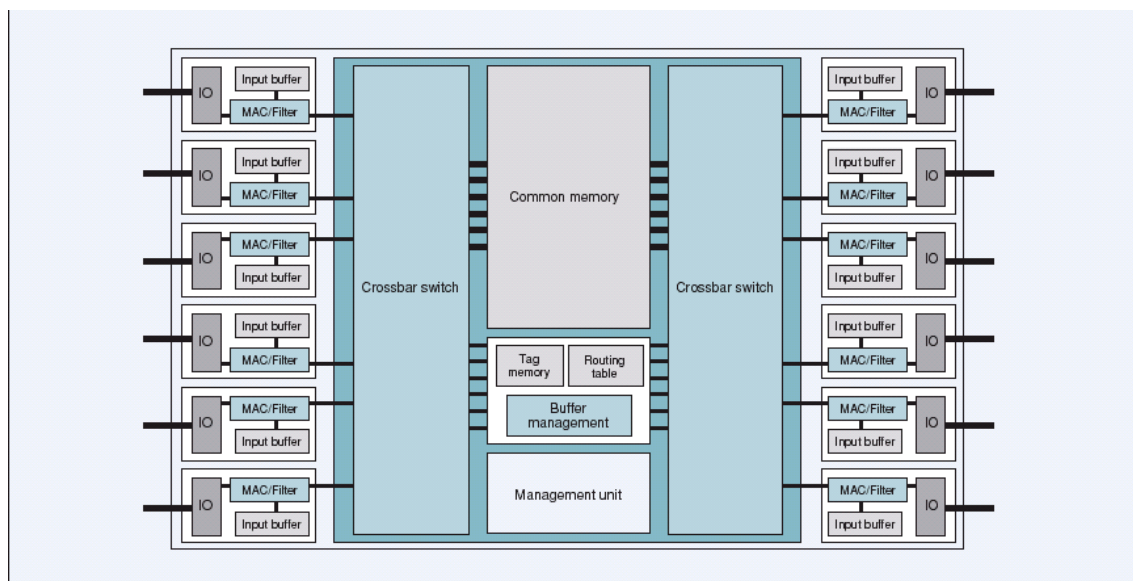 IO
Input buffer
MAC/Filter
IO
Input buffer
MAC/Filter
IO
MAC/Filter
Input buffer
IO
Input buffer
MAC/Filter
IO
MAC/Filter
Input buffer
IO
MAC/Filter
Input buffer
Crossbar switch
Common memory
Tag
memory
Routing
table
Buffer
management
Management unit
Crossbar switch
Input buffer
MAC/Filter
IO
Input buffer
MAC/Filter
IO
MAC/Filter
Input buffer
IO
Input buffer
MAC/Filter
IO
MAC/Filter
Input buffer
IO
MAC/Filter
Input buffer
IO